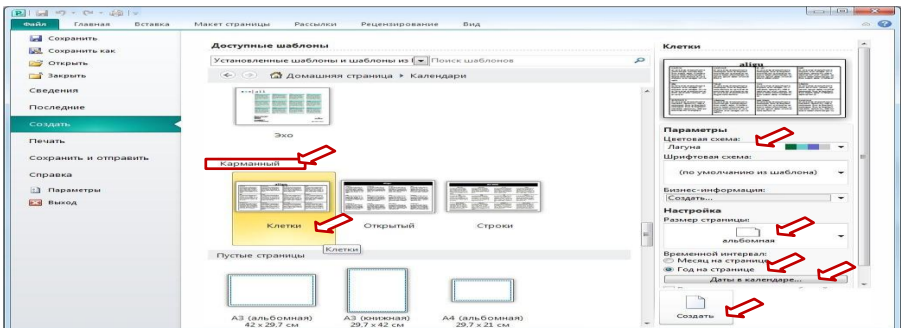 Файл Главная Вставка Макет страницы Рассылки Рецензирование Вид
Сохранить
Сохранить как
Открыть
Закрыть
Сведения
Последние
Создать
Печать
Сохранить и отправить
Справка
Параметры
Выход
Доступные шаблоны
Установленные шаблоны и шаблоны из Поиск шаблонов
Домашняя страница Календари
Эхо
Карманный
Клетки Открытый Строки
Клетки
Пустые страницы
A3 (альбомная) A3 (книжная) A4 (альбомная)
42 x 29,7 см 29,7 x 42 см 29,7 x 21 см
Клетки
align
Параметры
Цветовая схема:
Лагуна
Шрифтовая схема:
(по умолчанию из шаблона)
Бизнес-информация:
Создать...
Настройка
Размер страницы:
альбомная
Временной интервал:
Месяц на странице
Год на странице
Даты в календаре...
Создать